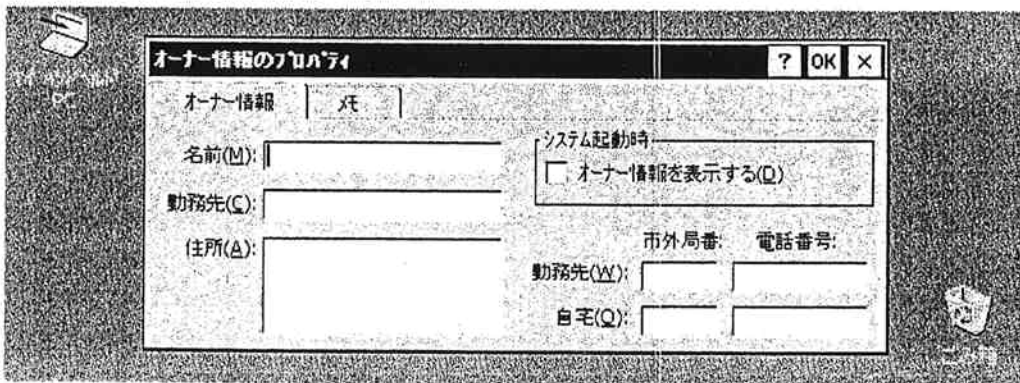 オーナー情報のプロパティ ? OK ×
オーナー情報 メモ
名前(M):
勤務先(C):
住所(A):
システム起動時
オーナー情報を表示する(D)
市外局番: 電話番号:
勤務先(W):
自宅(O):
ごみ箱